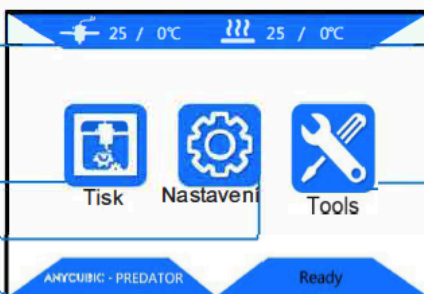 25 / 0℃ 25 / 0℃
Tisk Nastavení Tools
ANYCUBIC - PREDATOR Ready